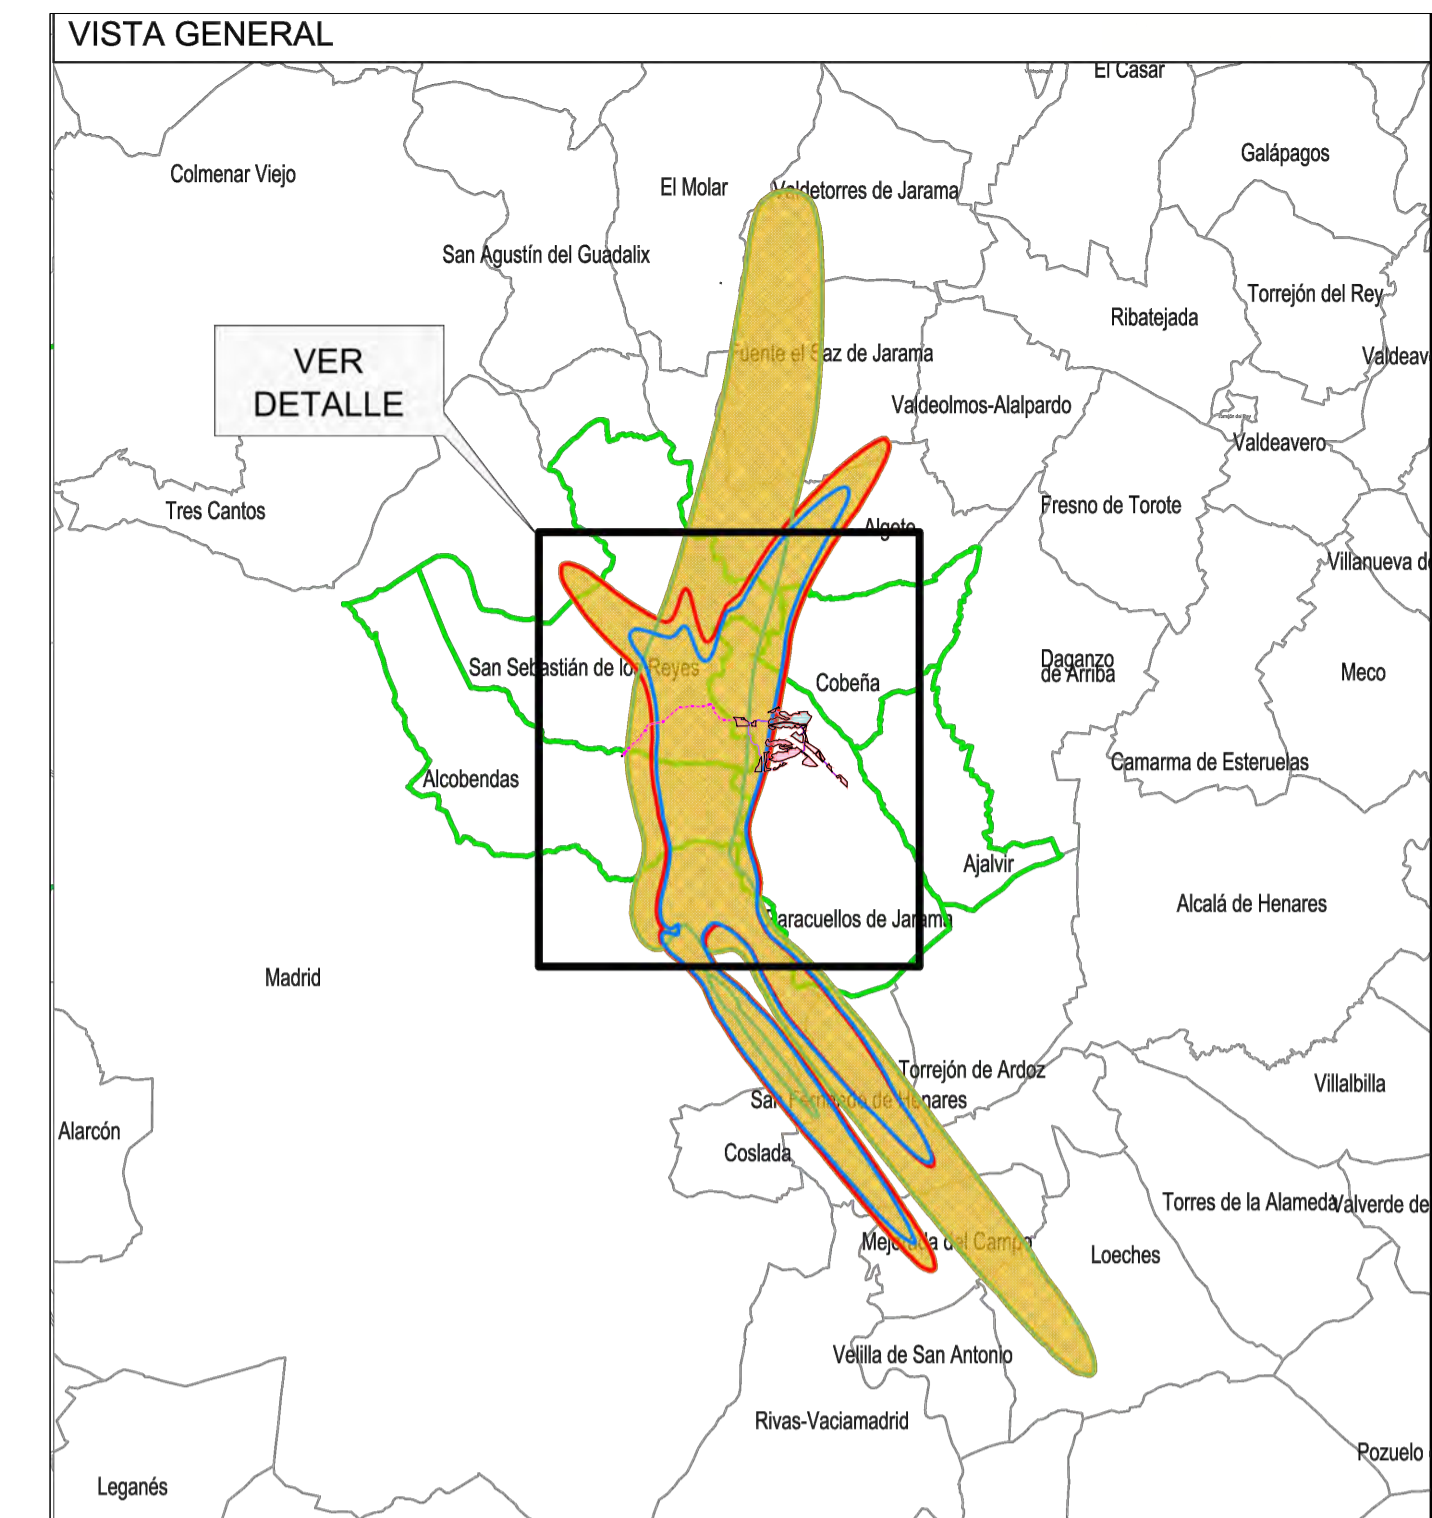 VISTA GENERAL
El Casar
Galápagos
Colmenar Viejo
El Molar
Valdetorres de Jarama
San Agustín del Guadalix
Torrejón del Rey
Ribatejada
VER
DETALLE
Fuente el Saz de Jarama
Valdeav
Valdeolmos-Alalpardo
Valdeavero
Tres Cantos
Fresno de Torote
Algete
Villanueva d
San Sebastián de los Reyes
Cobeña
Daganzo
de Arriba
Meco
Alcobendas
Camarma de Esteruelas
Ajalvir
Alcalá de Henares
Paracuellos de Jarama
Madrid
Torrejón de Ardoz
Villalbilla
San Fernando de Henares
Alarcón
Coslada
Torres de la Alameda
Valverde de
Mejorada del Campo
Loeches
Velilla de San Antonio
Rivas-Vaciamadrid
Pozuelo
Leganés